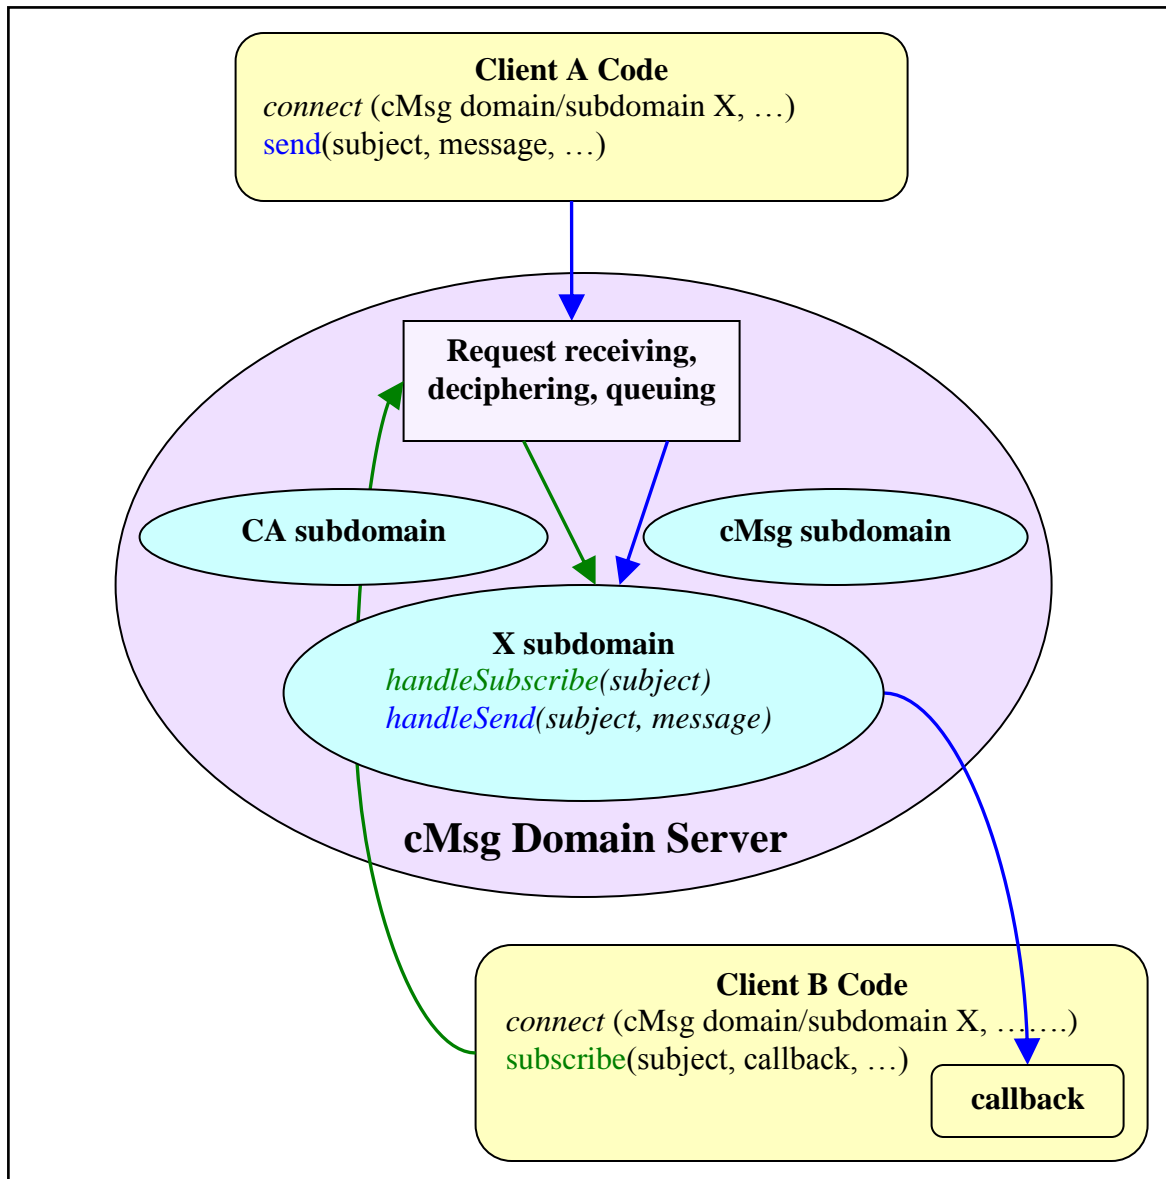 Client A Code
connect (cMsg domain/subdomain X, …)
send(subject, message, …)
Request receiving,
deciphering, queuing
CA subdomain
cMsg subdomain
X subdomain
handleSubscribe(subject)
handleSend(subject, message)
cMsg Domain Server
Client B Code
connect (cMsg domain/subdomain X, …….)
subscribe(subject, callback, …)
callback